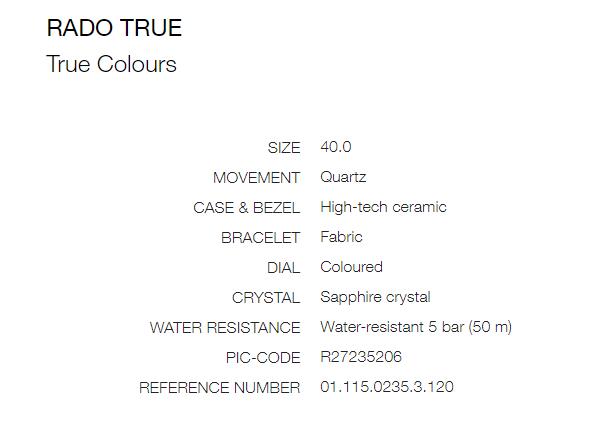 RADO TRUE
True Colours
SIZE 40.0
MOVEMENT Quartz
CASE & BEZEL High-tech ceramic
BRACELET Fabric
DIAL Coloured
CRYSTAL Sapphire crystal
WATER RESISTANCE Water-resistant 5 bar (50 m)
PIC-CODE R27235206
REFERENCE NUMBER 01.115.0235.3.120